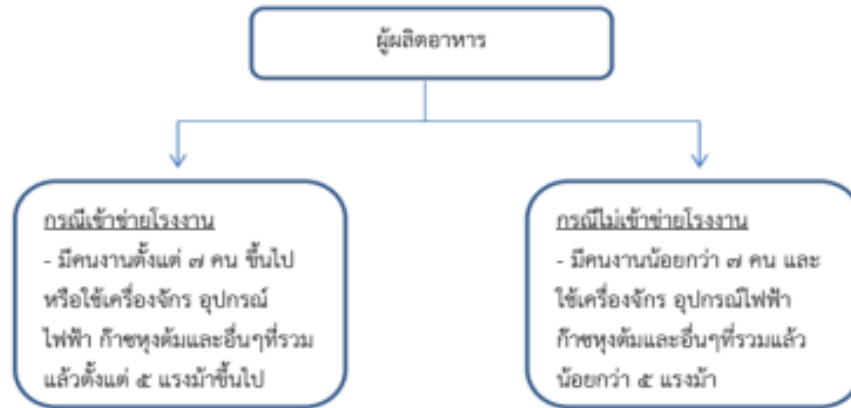 ผู้ผลิตอาหาร
กรณีเข้าข่ายโรงงาน
- มีคนงานตั้งแต่ ๗ คน ขึ้นไป
หรือใช้เครื่องจักร อุปกรณ์
ไฟฟ้า ก๊าซหุงต้มและอื่นๆที่รวม
แล้วตั้งแต่ ๕ แรงม้าขึ้นไป
กรณีไม่เข้าข่ายโรงงาน
- มีคนงานน้อยกว่า ๗ คน และ
ใช้เครื่องจักร อุปกรณ์ไฟฟ้า
ก๊าซหุงต้มและอื่นๆที่รวมแล้ว
น้อยกว่า ๕ แรงม้า